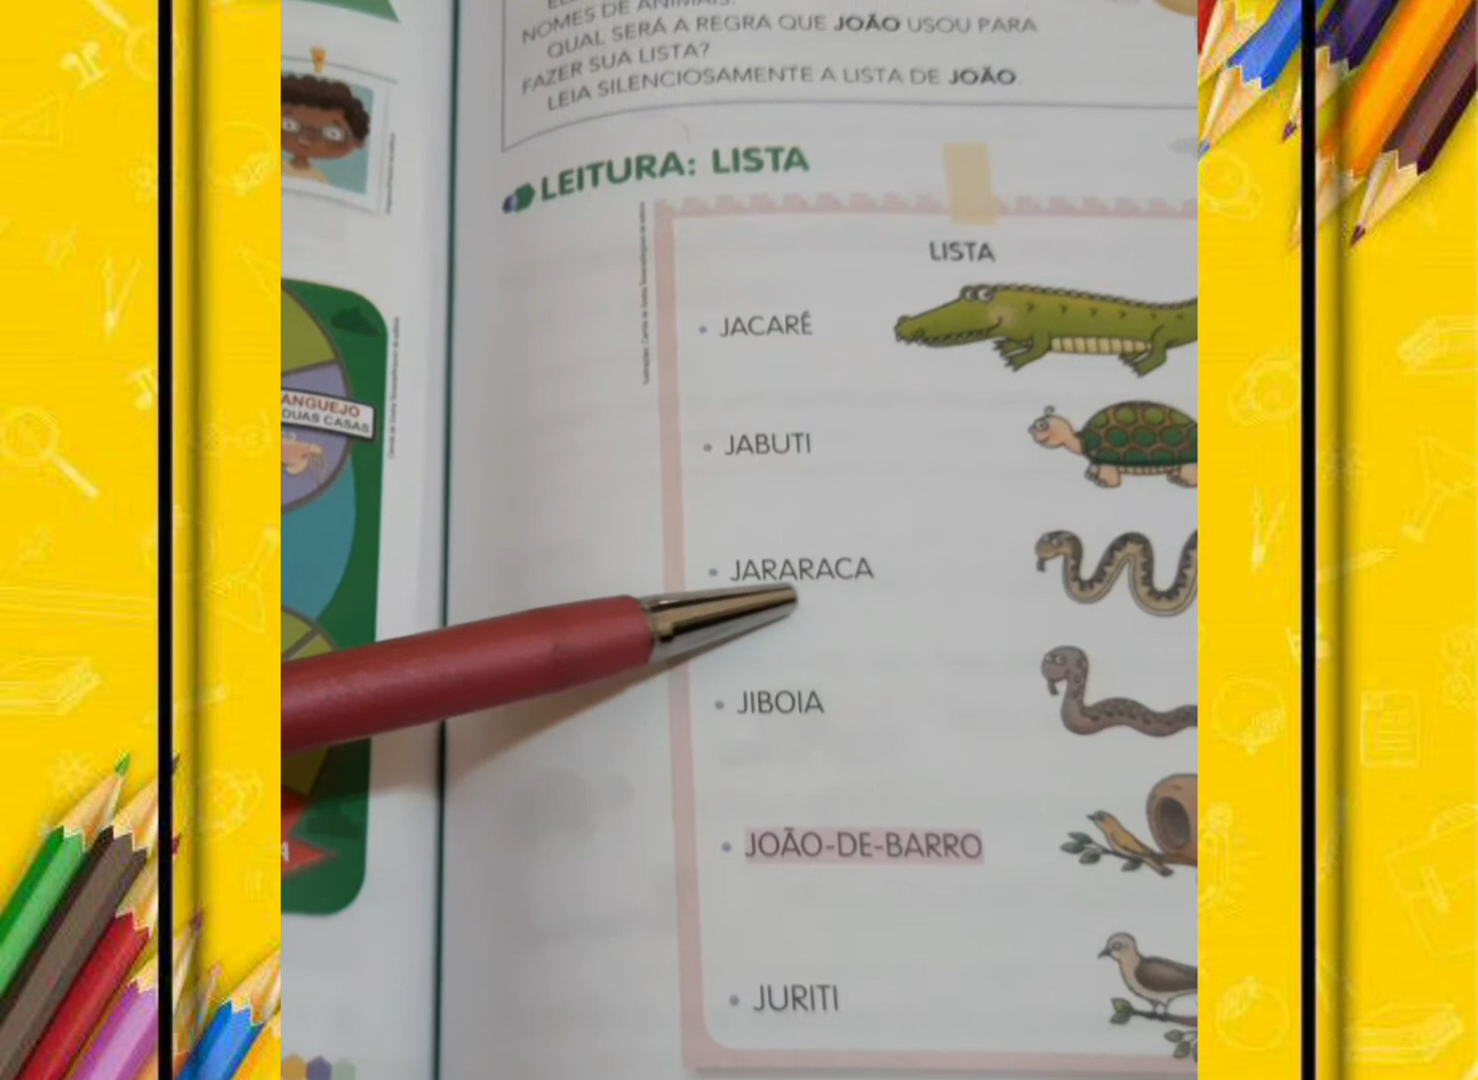 NOMES DE ANIMAIS.
QUAL SERÁ A REGRA QUE JOÃO USOU PARA
FAZER SUA LISTA?
LEIA SILENCIOSAMENTE A LISTA DE JOÃO.
LEITURA: LISTA
LISTA
• JACARÉ
• JABUTI
• JARARACA
• JIBOIA
• JOÃO-DE-BARRO
• JURITI
ANGUEJO
DUAS CASAS